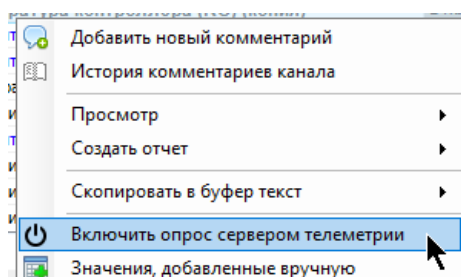 Добавить новый комментарий
История комментариев канала
Просмотр
Создать отчет
Скопировать в буфер текст
Включить опрос сервером телеметрии
Значения, добавленные вручную